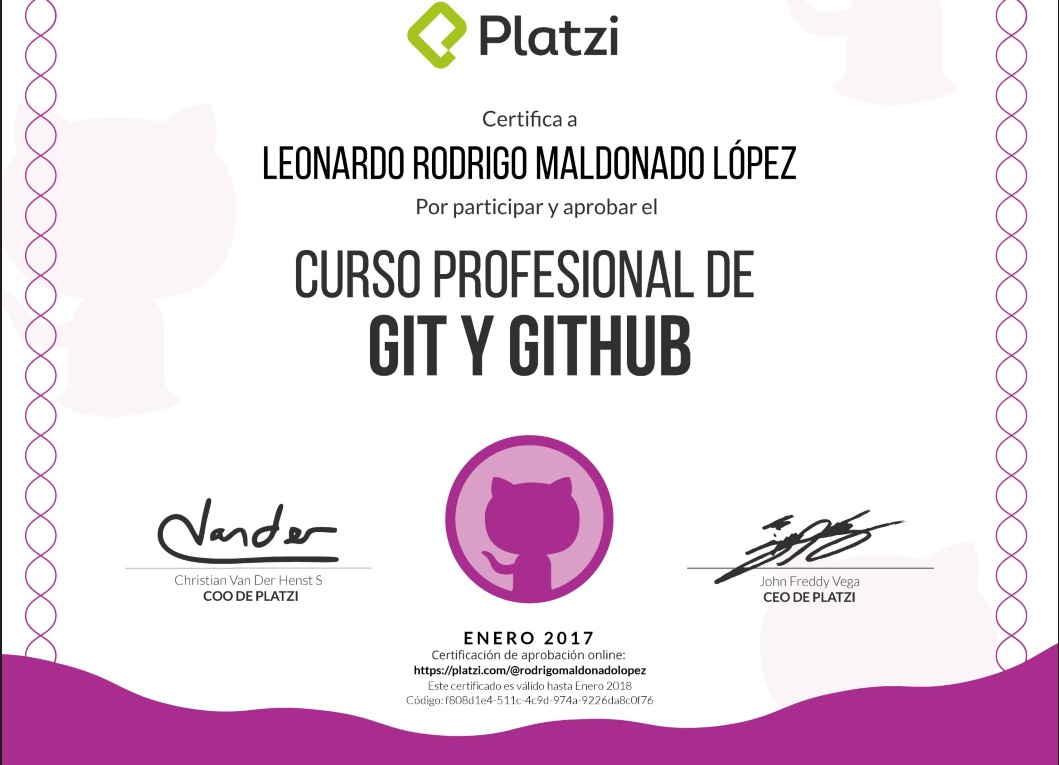 Platzi
Certifica a
LEONARDO RODRIGO MALDONADO LÓPEZ
Por participar y aprobar el
CURSO PROFESIONAL DE
GIT Y GITHUB
Vander
Christian Van Der Henst S
COO DE PLATZI
John Freddy Vega
CEO DE PLATZI
ENERO 2017
Certificación de aprobación online:
https://platzi.com/@rodrigomaldonadolopez
Este certificado es válido hasta Enero 2018
Código: f808d1e4-511c-4c9d-974a-9226da8c0f76